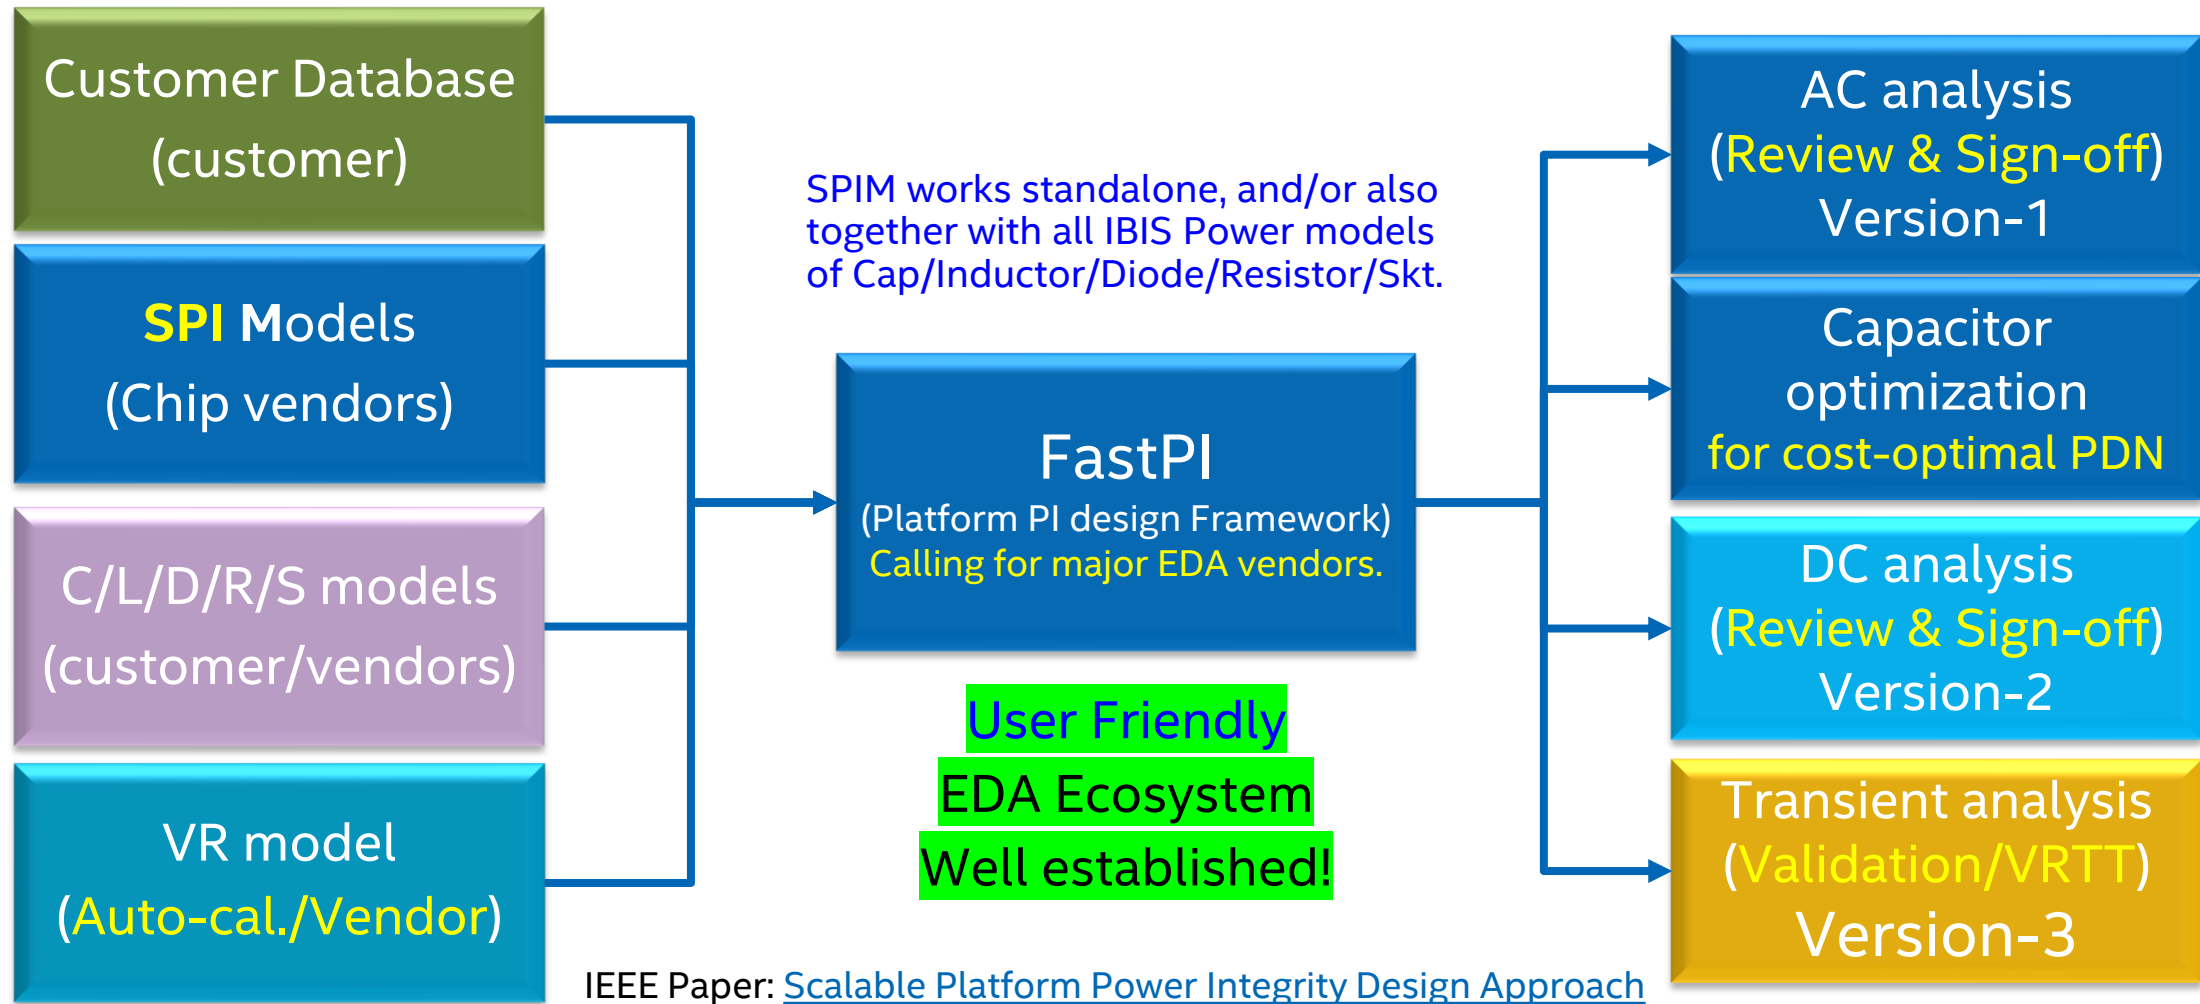 Customer Database
(customer)
SPI Models
(Chip vendors)
C/L/D/R/S models
(customer/vendors)
VR model
(Auto-cal./Vendor)
SPIM works standalone, and/or also
together with all IBIS Power models
of Cap/Inductor/Diode/Resistor/Skt.
FastPI
(Platform PI design Framework)
Calling for major EDA vendors.
User Friendly
EDA Ecosystem
Well established!
AC analysis
(Review & Sign-off)
Version-1
Capacitor
optimization
for cost-optimal PDN
DC analysis
(Review & Sign-off)
Version-2
Transient analysis
(Validation/VRTT)
Version-3
IEEE Paper: Scalable Platform Power Integrity Design Approach